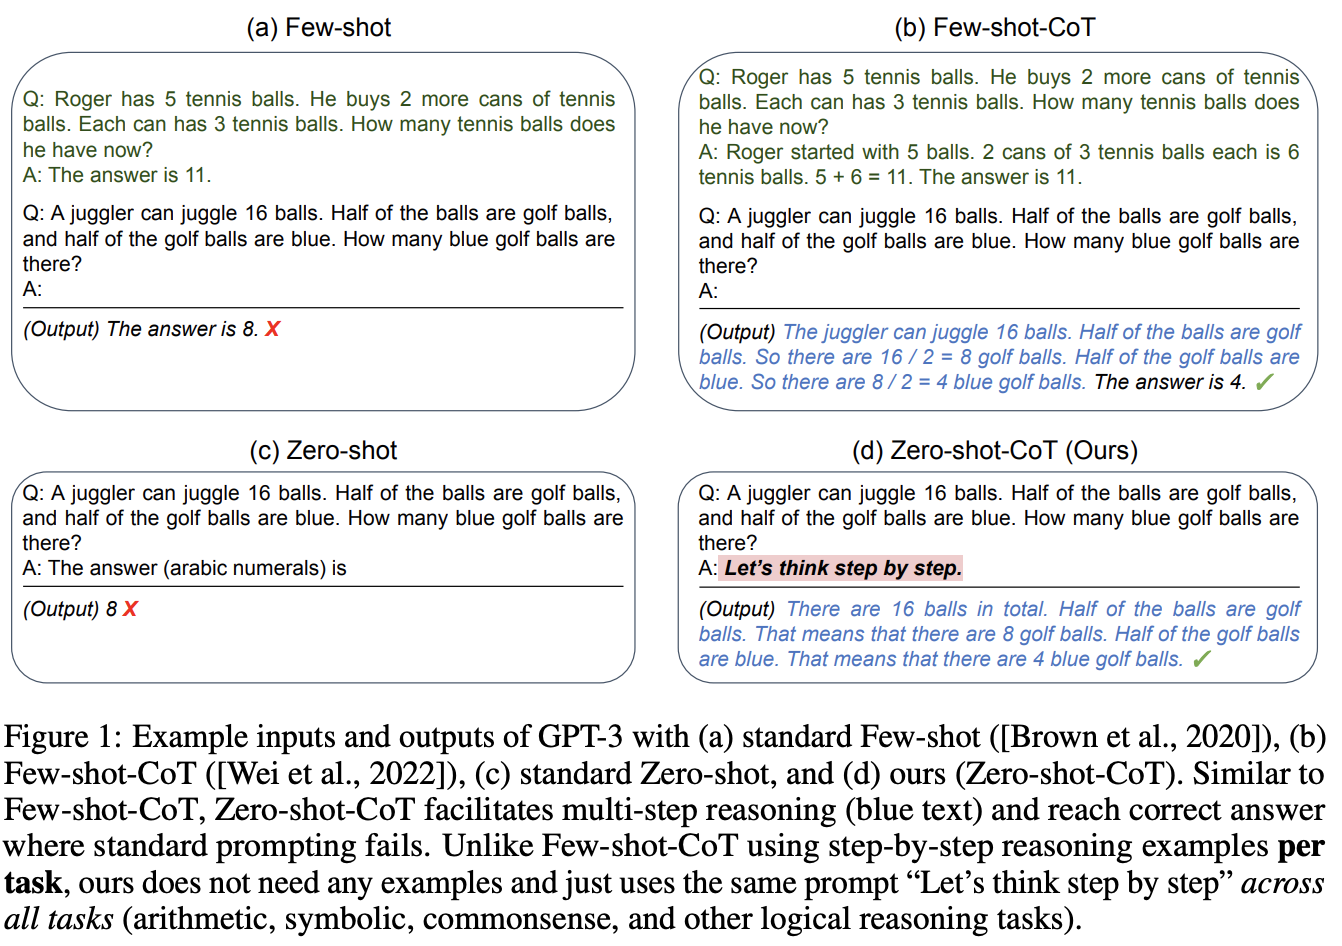 (a) Few-shot
Q: Roger has 5 tennis balls. He buys 2 more cans of tennis
balls. Each can has 3 tennis balls. How many tennis balls does
he have now?
A: The answer is 11.
Q: A juggler can juggle 16 balls. Half of the balls are golf balls,
and half of the golf balls are blue. How many blue golf balls are
there?
A:
(Output) The answer is 8. X
(b) Few-shot-CoT
Q: Roger has 5 tennis balls. He buys 2 more cans of tennis
balls. Each can has 3 tennis balls. How many tennis balls does
he have now?
A: Roger started with 5 balls. 2 cans of 3 tennis balls each is 6
tennis balls. 5 + 6 = 11. The answer is 11.
Q: A juggler can juggle 16 balls. Half of the balls are golf balls,
and half of the golf balls are blue. How many blue golf balls are
there?
A:
(Output) The juggler can juggle 16 balls. Half of the balls are golf
balls. So there are 16 / 2 = 8 golf balls. Half of the golf balls are
blue. So there are 8 / 2 = 4 blue golf balls. The answer is 4. ✓
(c) Zero-shot
Q: A juggler can juggle 16 balls. Half of the balls are golf balls,
and half of the golf balls are blue. How many blue golf balls are
there?
A: The answer (arabic numerals) is
(Output) 8 X
(d) Zero-shot-CoT (Ours)
Q: A juggler can juggle 16 balls. Half of the balls are golf balls,
and half of the golf balls are blue. How many blue golf balls are
there?
A: Let's think step by step.
(Output) There are 16 balls in total. Half of the balls are golf
balls. That means that there are 8 golf balls. Half of the golf balls
are blue. That means that there are 4 blue golf balls. ✓
Figure 1: Example inputs and outputs of GPT-3 with (a) standard Few-shot ([Brown et al., 2020]), (b)
Few-shot-CoT ([Wei et al., 2022]), (c) standard Zero-shot, and (d) ours (Zero-shot-CoT). Similar to
Few-shot-CoT, Zero-shot-CoT facilitates multi-step reasoning (blue text) and reach correct answer
where standard prompting fails. Unlike Few-shot-CoT using step-by-step reasoning examples per
task, ours does not need any examples and just uses the same prompt “Let’s think step by step” across
all tasks (arithmetic, symbolic, commonsense, and other logical reasoning tasks).